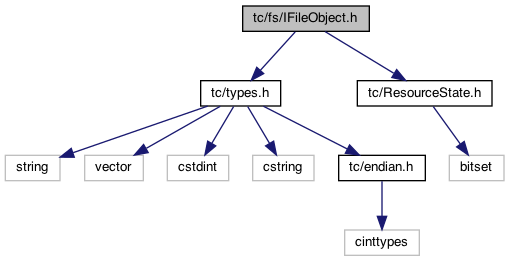 tc/fs/IFileObject.h
tc/types.h
tc/ResourceState.h
string
vector
cstdint
cstring
tc/endian.h
bitset
cinttypes